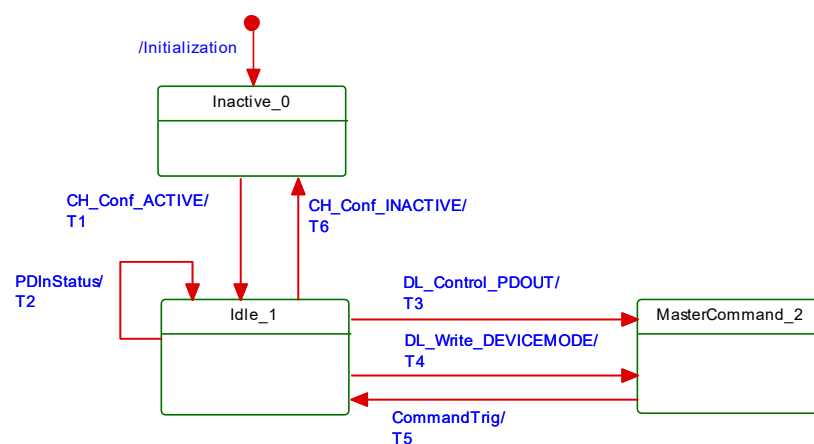 /Initialization
Inactive_0
CH_Conf_ACTIVE/
T1
CH_Conf_INACTIVE/
T6
PDInStatus/
T2
Idle_1
DL_Control_PDOUT/
T3
MasterCommand_2
DL_Write_DEVICEMODE/
T4
CommandTrig/
T5